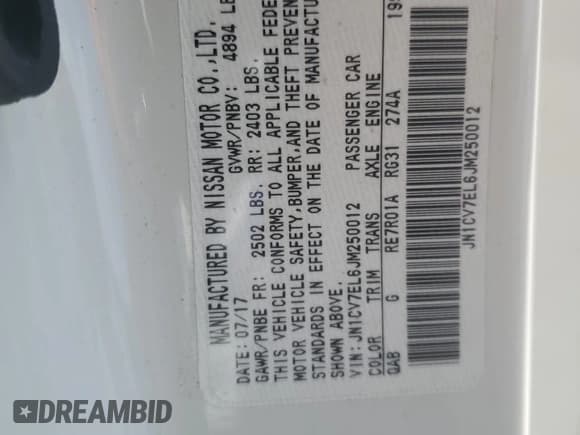 MANUFACTURED BY NISSAN MOTOR CO.,LTD.
DATE: 07/17 GVWR/PNBV: 4894 LB
GAWR/PNBE FR: 2502 LBS. RR: 2403 LBS.
THIS VEHICLE CONFORMS TO ALL APPLICABLE FEDE
MOTOR VEHICLE SAFETY,BUMPER,AND THEFT PREVEN
STANDARDS IN EFFECT ON THE DATE OF MANUFACTUR
SHOWN ABOVE.
VIN: JN1CV7EL6JM250012 PASSENGER CAR
COLOR TRIM TRANS AXLE ENGINE
QAB G RE7R01A RG31 274A
JN1CV7EL6JM250012
DREAMBID